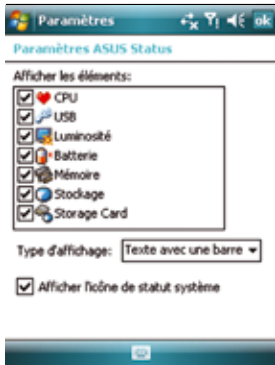 Paramètres
ok
Paramètres ASUS Status
Afficher les éléments:
CPU
USB
Luminosité
Batterie
Mémoire
Stockage
Storage Card
Type d'affichage: Texte avec une barre
Afficher l'icône de statut système